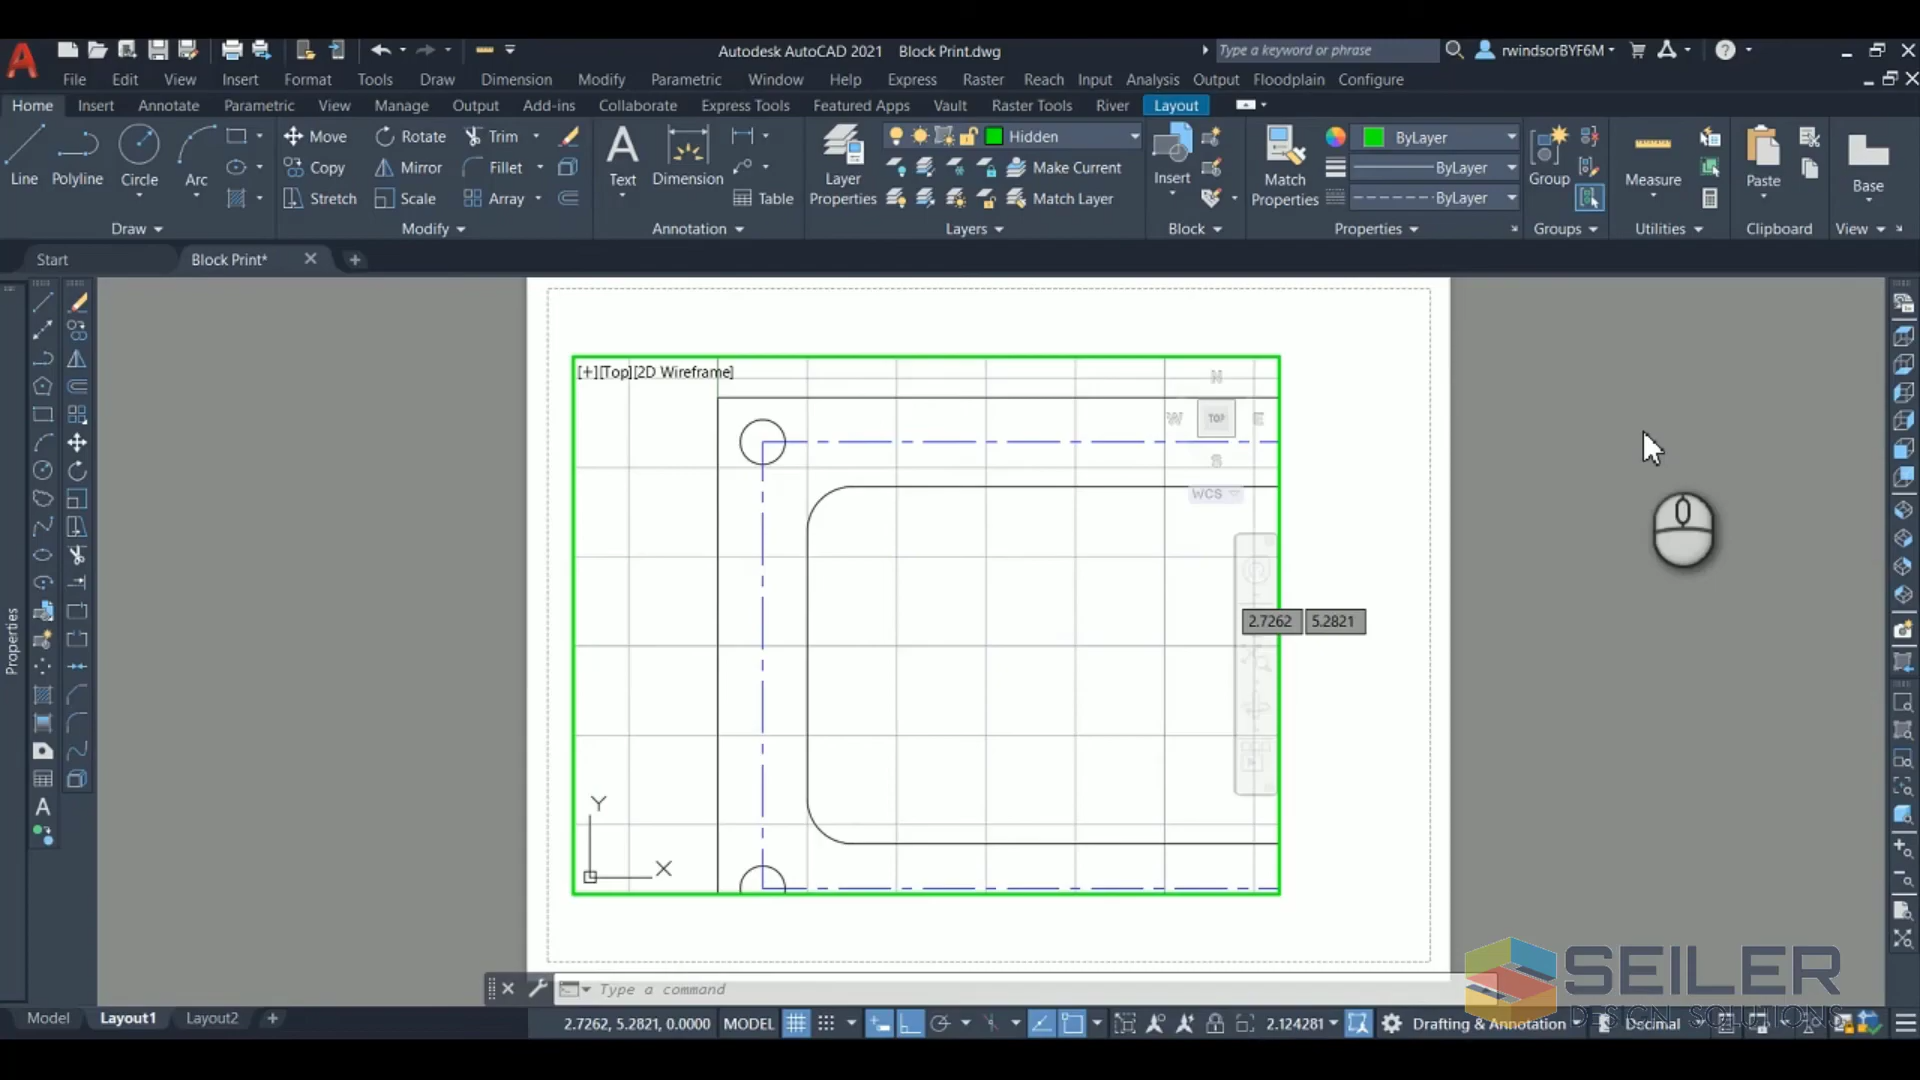 Autodesk AutoCAD 2021 Block Print.dwg
Type a keyword or phrase
rwindsorBYF6M
File Edit View Insert Format Tools Draw Dimension Modify Parametric Window Help Express Raster Reach Input Analysis Output Floodplain Configure
Home Insert Annotate Parametric View Manage Output Add-ins Collaborate Express Tools Featured Apps Vault Raster Tools River Layout
Line Polyline Circle Arc
Move Rotate Trim
Copy Mirror Fillet
Stretch Scale Array
Text Dimension Table
Layer Properties
Hidden
Make Current
Match Layer
Insert
Match Properties
ByLayer
ByLayer
ByLayer
Group
Measure
Paste
Base
Draw Modify Annotation Layers Block Properties Groups Utilities Clipboard View
Start Block Print*
[+][Top][2D Wireframe]
N
W TOP E
S
WCS
2.7262 5.2821
Y
X
Properties
Type a command
SEILER
DESIGN SOLUTIONS
Model Layout1 Layout2
2.7262, 5.2821, 0.0000 MODEL 2.124281 Drafting & Annotation Decimal